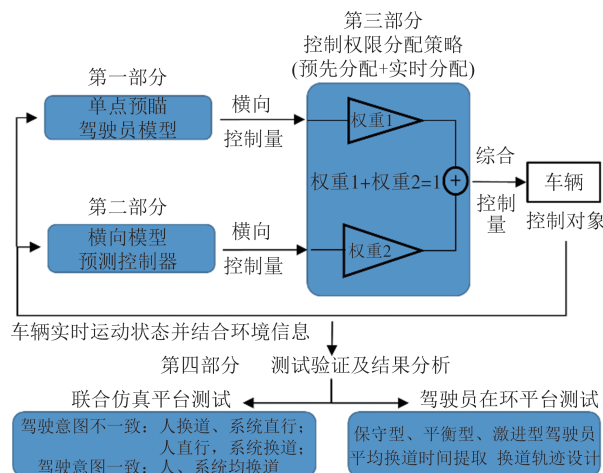 第三部分
控制权限分配策略
(预先分配+实时分配)
第一部分
单点预瞄
驾驶员模型
横向
控制量
权重1
权重1+权重2=1
+
综合
控制
量
车辆
控制对象
第二部分
横向模型
预测控制器
横向
控制量
权重2
车辆实时运动状态并结合环境信息
第四部分 测试验证及结果分析
联合仿真平台测试
驾驶员在环平台测试
驾驶意图不一致：人换道、系统直行；
人直行，系统换道；
驾驶意图一致：人、系统均换道
保守型、平衡型、激进型驾驶员
平均换道时间提取 换道轨迹设计